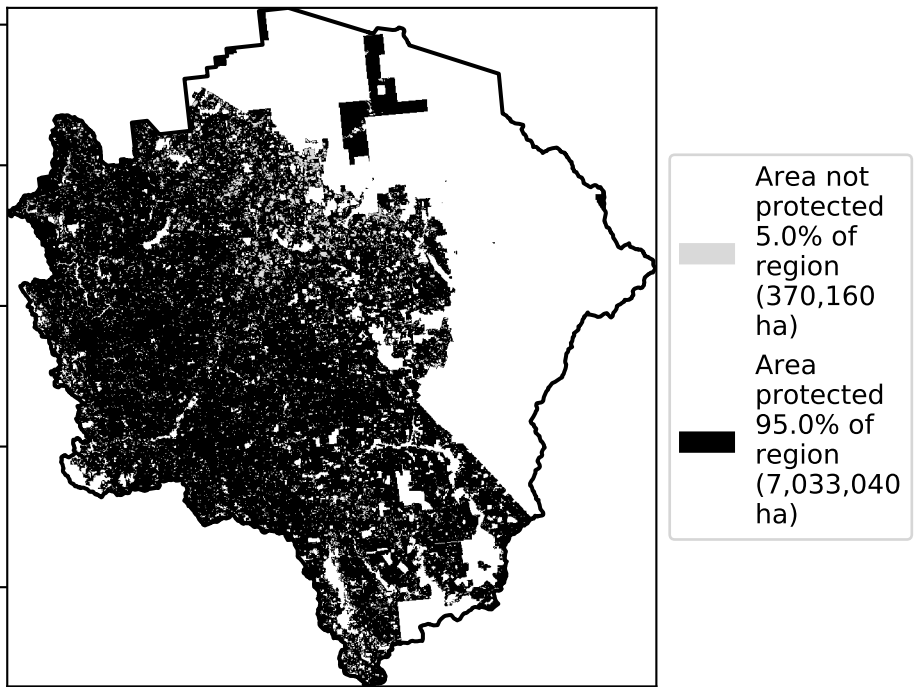 Area not
protected
5.0% of
region
(370,160
ha)
Area
protected
95.0% of
region
(7,033,040
ha)